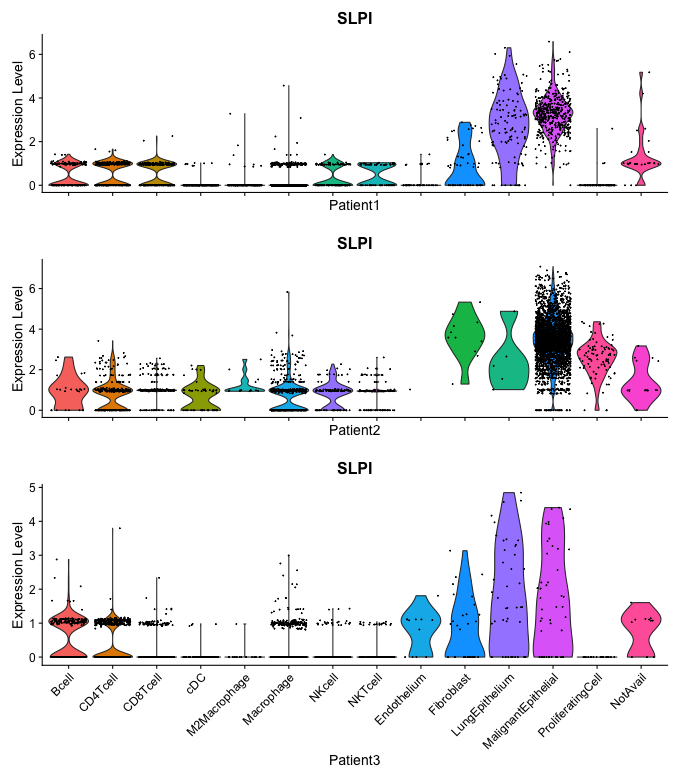 SLPI
Expression Level
6
4
2
0
Patient1
SLPI
Expression Level
6
4
2
0
Patient2
SLPI
Expression Level
5
4
3
2
1
0
Bcell
CD4Tcell
CD8Tcell
cDC
M2Macrophage
Macrophage
NKcell
NKTcell
Endothelium
Fibroblast
LungEpithelium
MalignantEpithelial
ProliferatingCell
NotAvail
Patient3